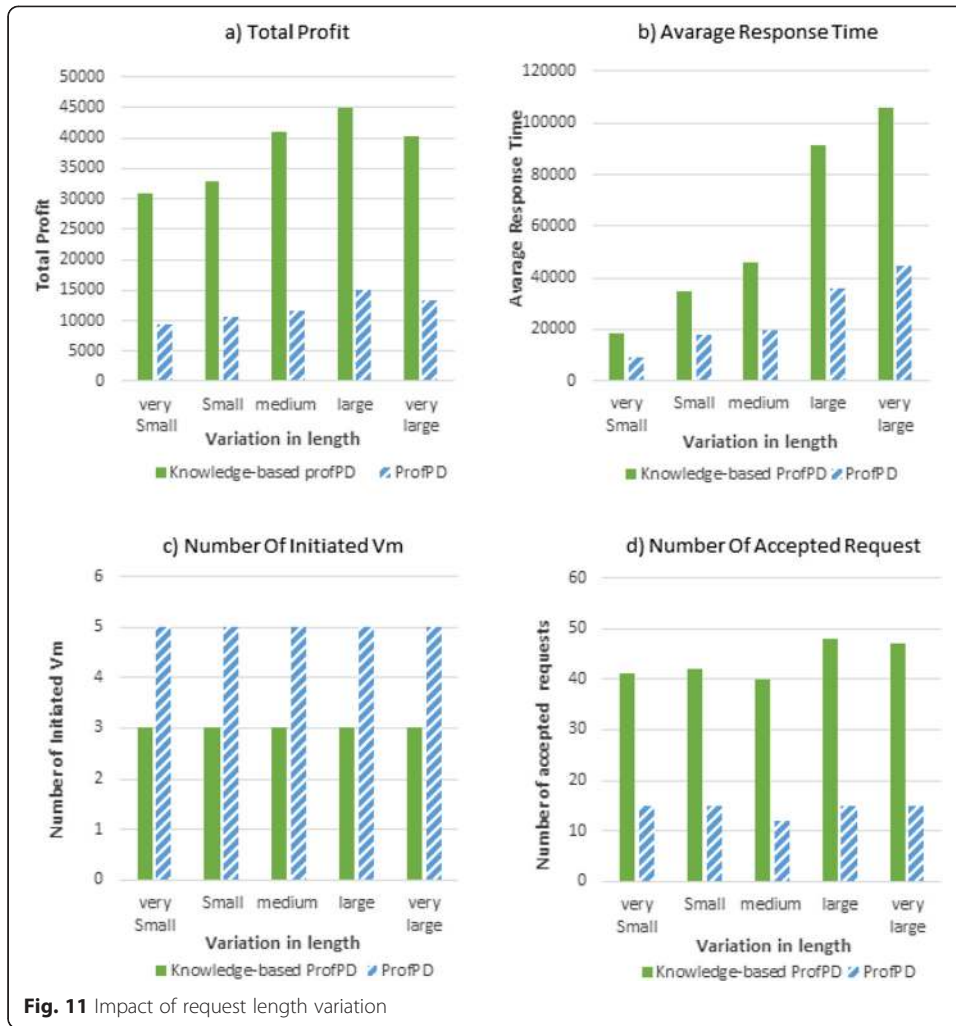 a) Total Profit
50000
45000
40000
35000
30000
25000
20000
15000
10000
5000
0
Total Profit
very Small
Small
medium
large
very large
Variation in length
Knowledge-based profPD
ProfPD
b) Avarage Response Time
120000
100000
80000
60000
40000
20000
0
Avarage Response Time
very Small
Small
medium
large
very large
Variation in length
Knowledge-based ProfPD
ProfPD
c) Number Of Initiated Vm
6
5
4
3
2
1
0
Number of Initiated Vm
very Small
Small
medium
large
very large
Variation in length
Knowledge-based ProfPD
ProfPD
d) Number Of Accepted Request
60
50
40
30
20
10
0
Number of accepted requests
very Small
Small
medium
large
very large
Variation in length
Knowledge-based ProfPD
ProfPD
Fig. 11 Impact of request length variation